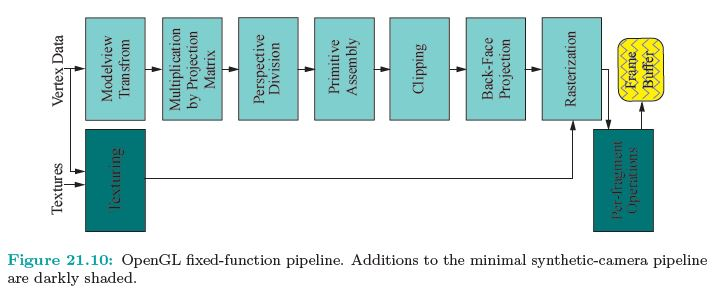 Vertex Data
Modelview
Transfrom
Multiplication
by Projection
Matrix
Perspective
Division
Primitive
Assembly
Clipping
Back-Face
Projection
Rasterization
Frame
Buffer
Textures
Texturing
Per-fragment
Operations
Figure 21.10: OpenGL fixed-function pipeline. Additions to the minimal synthetic-camera pipeline
are darkly shaded.